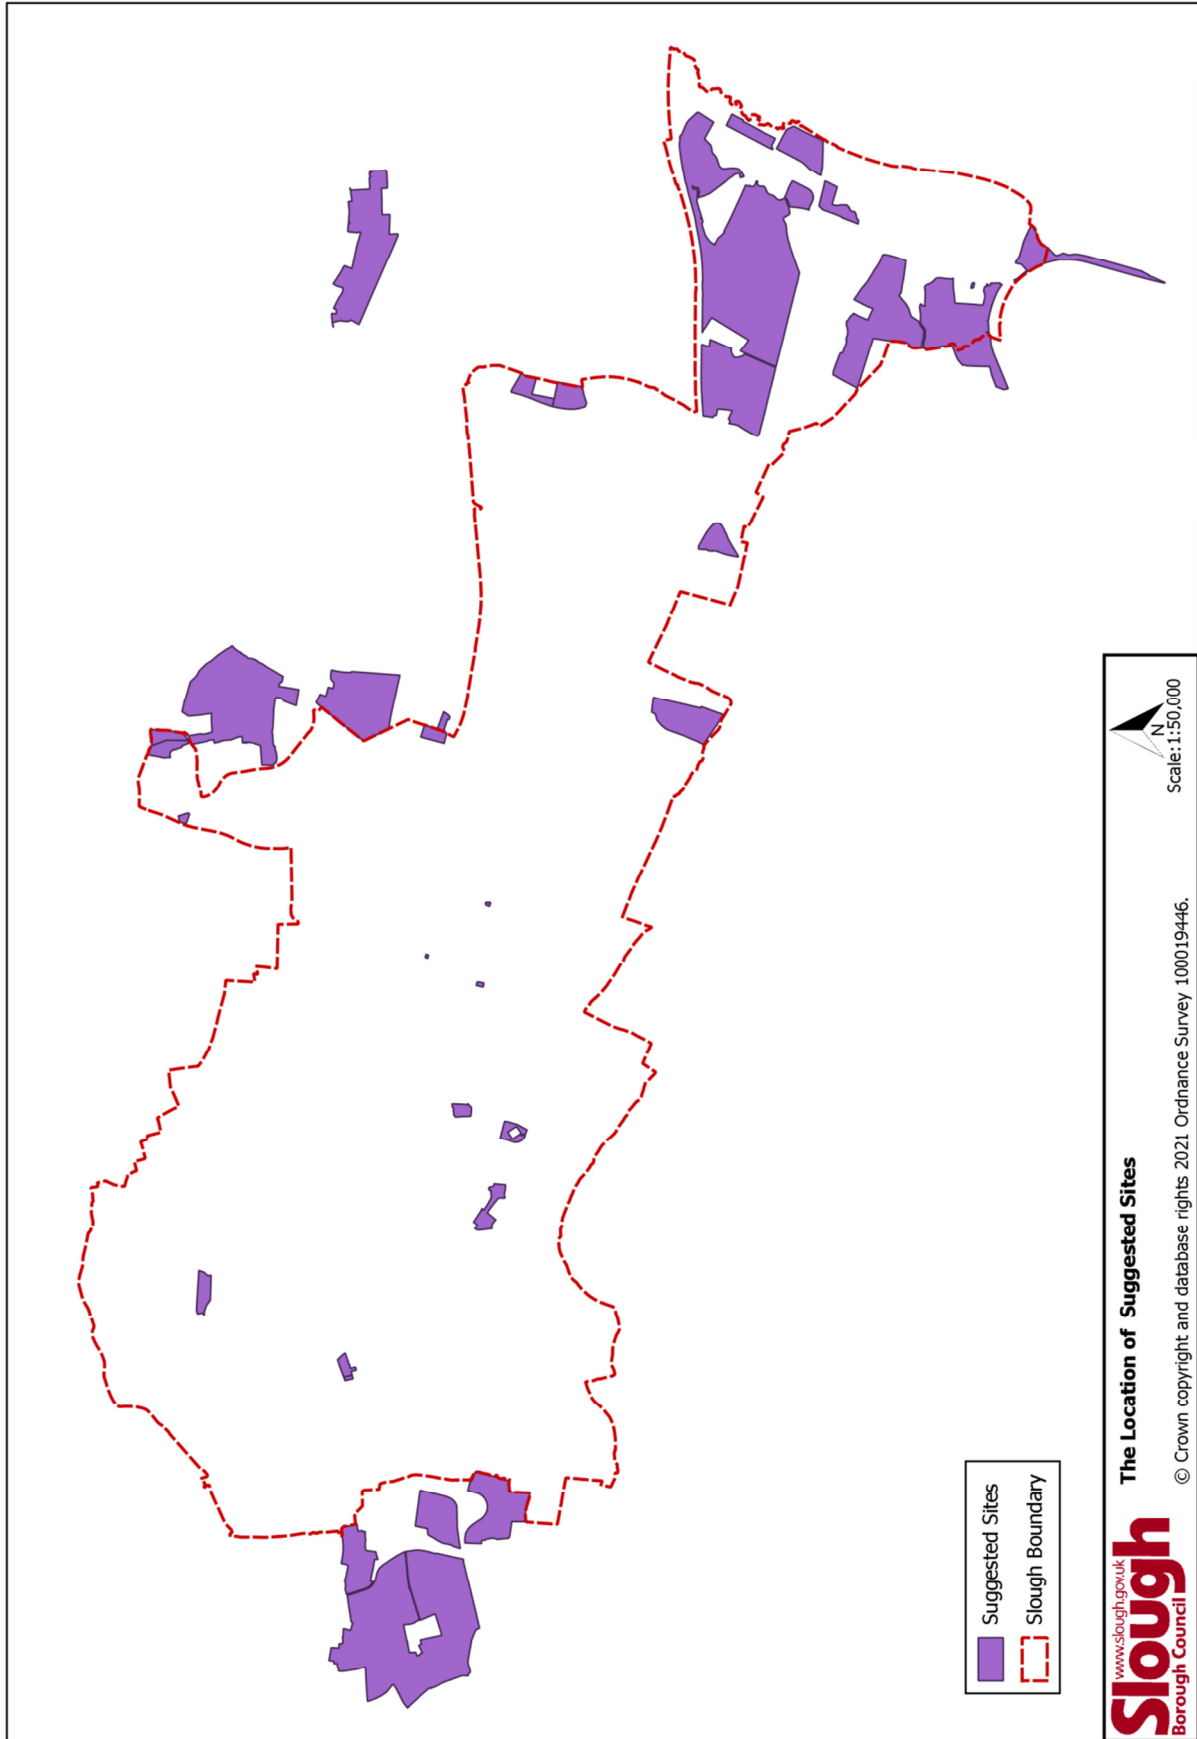 Suggested Sites
Slough Boundary
www.slough.gov.uk
Slough
Borough Council
The Location of Suggested Sites
© Crown copyright and database rights 2021 Ordnance Survey 100019446.
N
Scale:1:50,000